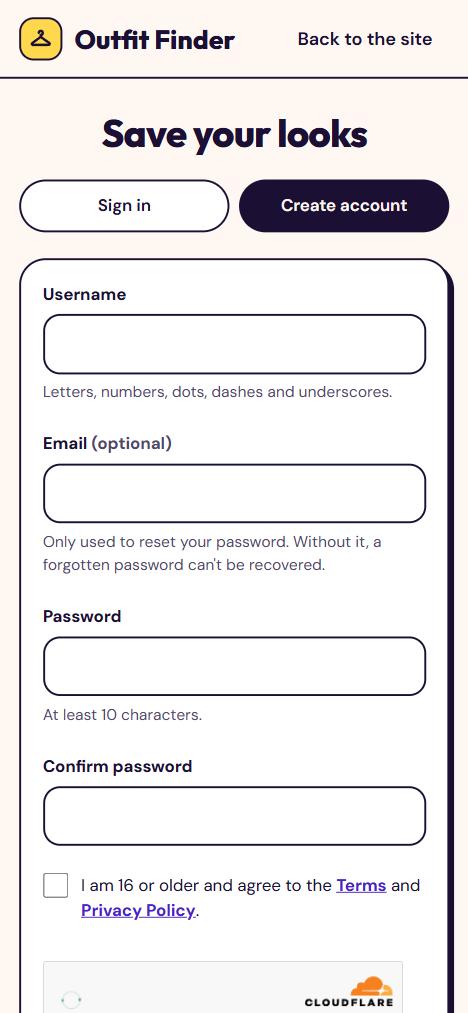 Outfit Finder
Back to the site
Save your looks
Sign in
Create account
Username
Letters, numbers, dots, dashes and underscores.
Email (optional)
Only used to reset your password. Without it, a
forgotten password can't be recovered.
Password
At least 10 characters.
Confirm password
I am 16 or older and agree to the Terms and
Privacy Policy.
CLOUDFLARE